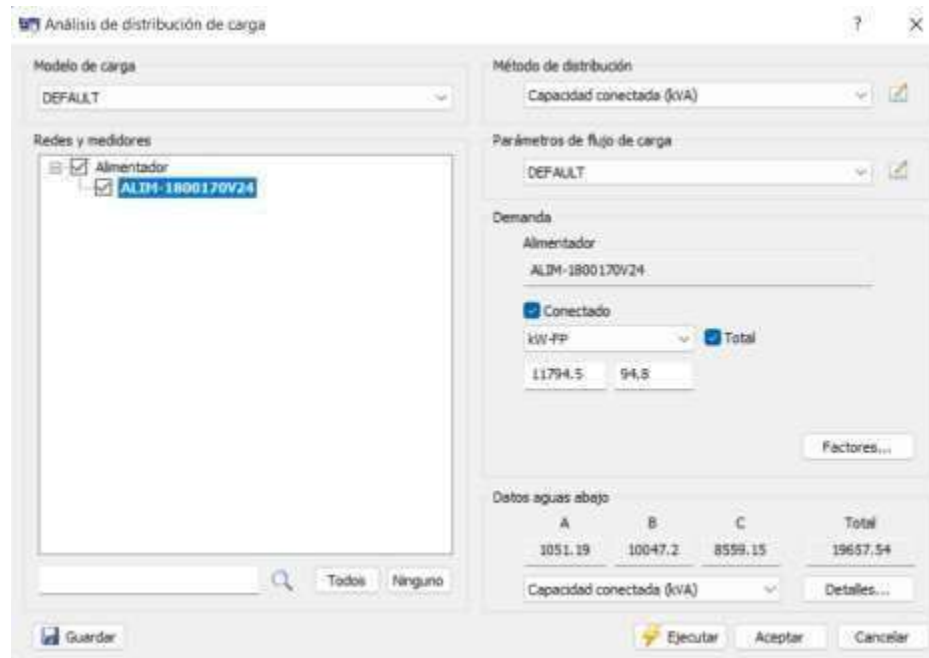 Análisis de distribución de carga
Modelo de carga
DEFAULT
Redes y medidores
Alimentador
ALIM-1800170V24
Todos Ninguno
Guardar
Método de distribución
Capacidad conectada (kVA)
Parámetros de flujo de carga
DEFAULT
Demanda
Alimentador
ALIM-1800170V24
Conectado
kW-FP Total
11794.5 94.8
Factores...
Datos aguas abajo
A B C Total
1051.19 10047.2 8559.15 19657.54
Capacidad conectada (kVA) Detalles...
Ejecutar Aceptar Cancelar